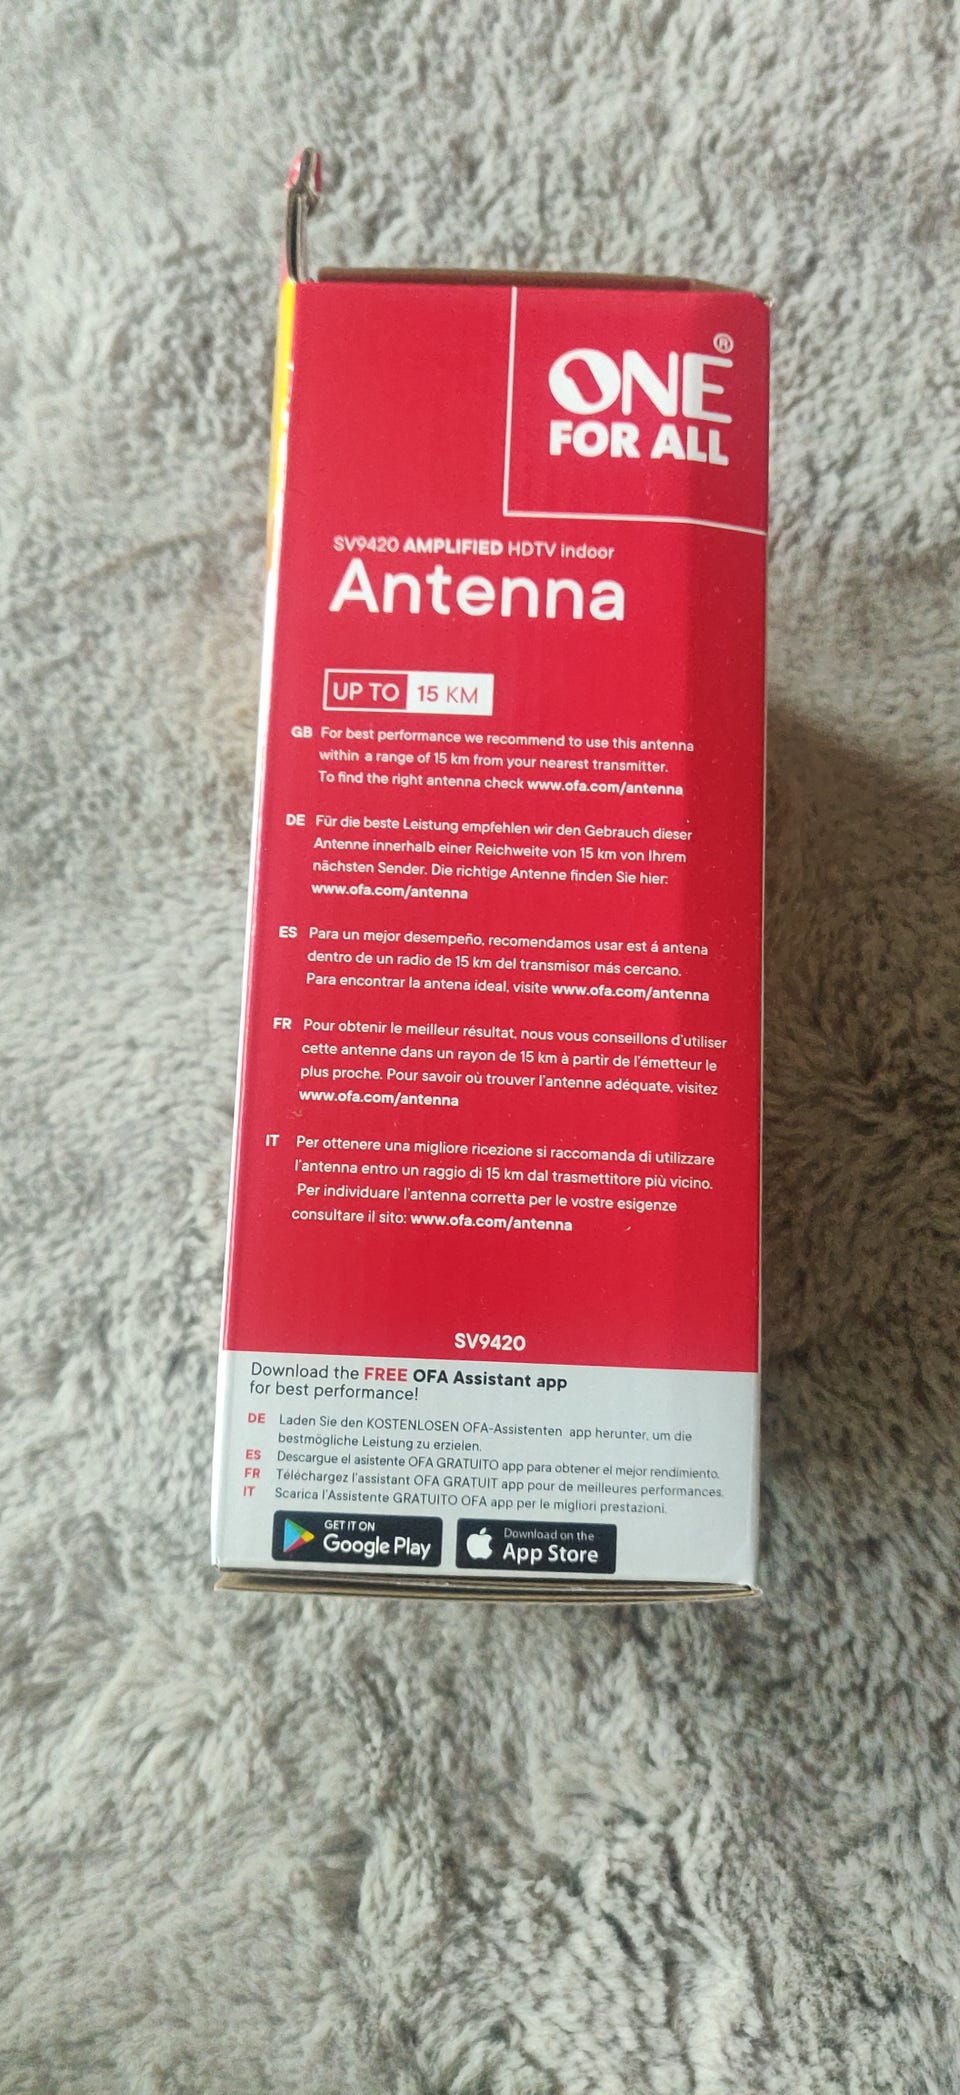 ONE®
FOR ALL
SV9420 AMPLIFIED HDTV indoor
Antenna
UP TO 15 KM
GB For best performance we recommend to use this antenna
within a range of 15 km from your nearest transmitter.
To find the right antenna check www.ofa.com/antenna
DE Für die beste Leistung empfehlen wir den Gebrauch dieser
Antenne innerhalb einer Reichweite von 15 km von Ihrem
nächsten Sender. Die richtige Antenne finden Sie hier:
www.ofa.com/antenna
ES Para un mejor desempeño, recomendamos usar est á antena
dentro de un radio de 15 km del transmisor más cercano.
Para encontrar la antena ideal, visite www.ofa.com/antenna
FR Pour obtenir le meilleur résultat, nous vous conseillons d'utiliser
cette antenne dans un rayon de 15 km à partir de l'émetteur le
plus proche. Pour savoir où trouver l'antenne adéquate, visitez
www.ofa.com/antenna
IT Per ottenere una migliore ricezione si raccomanda di utilizzare
l'antenna entro un raggio di 15 km dal trasmettitore più vicino.
Per individuare l'antenna corretta per le vostre esigenze
consultare il sito: www.ofa.com/antenna
SV9420
Download the FREE OFA Assistant app
for best performance!
DE Laden Sie den KOSTENLOSEN OFA-Assistenten app herunter, um die
bestmögliche Leistung zu erzielen.
ES Descargue el asistente OFA GRATUITO app para obtener el mejor rendimiento.
FR Téléchargez l'assistant OFA GRATUIT app pour de meilleures performances.
IT Scarica l'Assistente GRATUITO OFA app per le migliori prestazioni.
GET IT ON
Google Play
Download on the
App Store